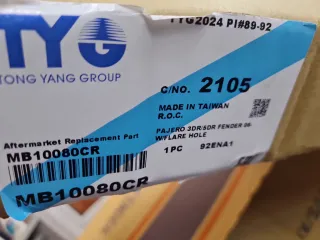 TYG2024 PI#89-92
TYG
TONG YANG GROUP
C/NO. 2105
MADE IN TAIWAN
R.O.C.
Aftermarket Replacement Part
MB10080CR
PAJERO 3DR/5DR FENDER 06
W/FLARE HOLE
1PC 92ENA1
MB10080CR